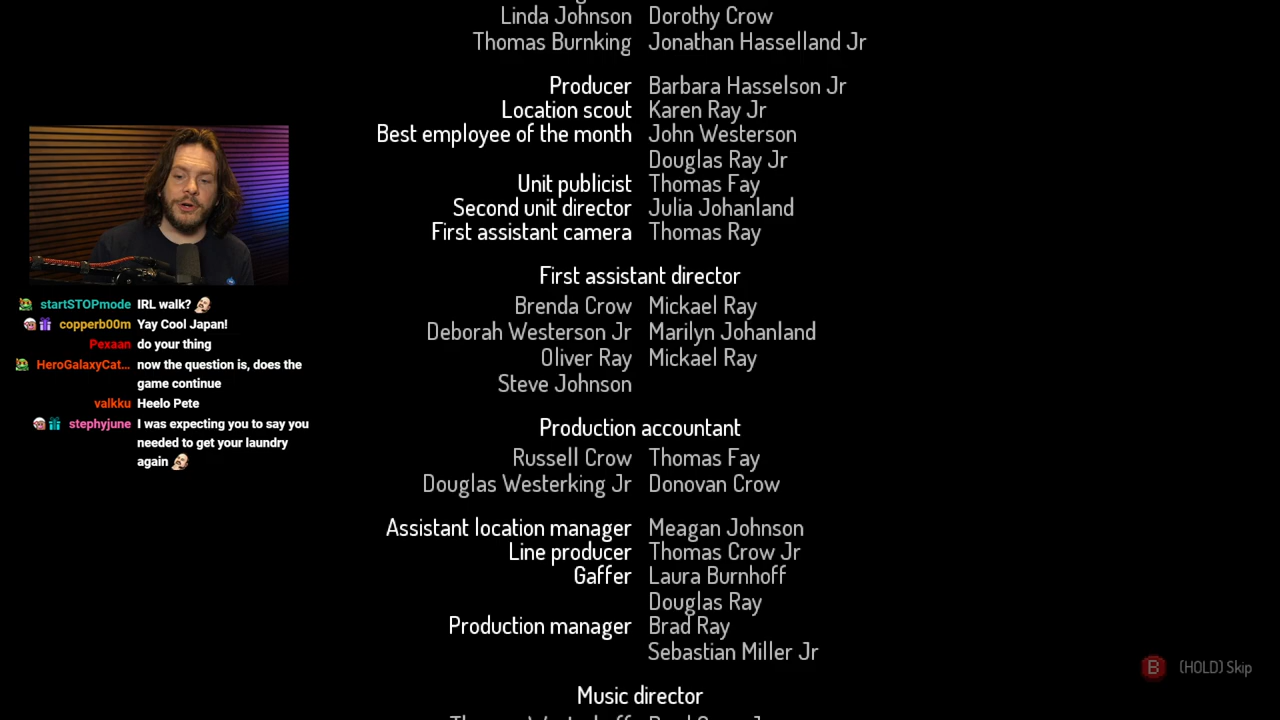 Linda Johnson Dorothy Crow
Thomas Burnking Jonathan Hasselland Jr
Producer Barbara Hasselson Jr
Location scout Karen Ray Jr
Best employee of the month John Westerson
Douglas Ray Jr
Unit publicist Thomas Fay
Second unit director Julia Johanland
First assistant camera Thomas Ray
First assistant director
Brenda Crow Mickael Ray
Deborah Westerson Jr Marilyn Johanland
Oliver Ray Mickael Ray
Steve Johnson
Production accountant
Russell Crow Thomas Fay
Douglas Westerking Jr Donovan Crow
Assistant location manager Meagan Johnson
Line producer Thomas Crow Jr
Gaffer Laura Burnhoff
Douglas Ray
Production manager Brad Ray
Sebastian Miller Jr
Music director
startSTOPmode IRL walk?
copperb00m Yay Cool Japan!
Pexaan do your thing
HeroGalaxyCat... now the question is, does the
game continue
valkku Heelo Pete
stephyjune I was expecting you to say you
needed to get your laundry
again
B (HOLD) Skip